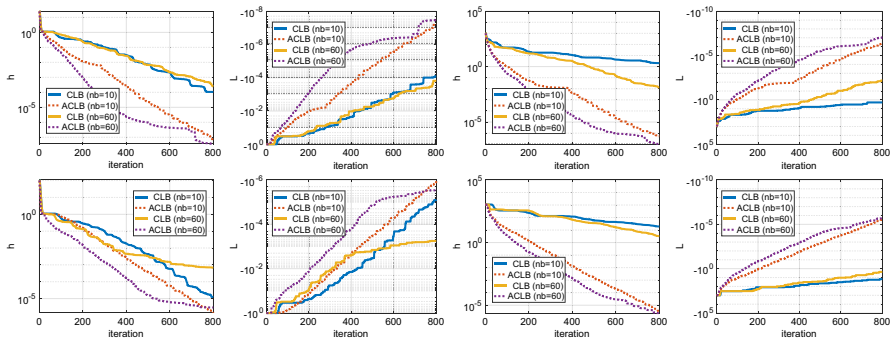 10^0
10^-5
h
0 200 400 600 800
iteration
CLB (nb=10)
ACLB (nb=10)
CLB (nb=60)
ACLB (nb=60)
-10^-8
-10^-6
-10^-4
-10^-2
-10^0
L
0 200 400 600 800
iteration
CLB (nb=10)
ACLB (nb=10)
CLB (nb=60)
ACLB (nb=60)
10^5
10^0
10^-5
h
0 200 400 600 800
iteration
CLB (nb=10)
ACLB (nb=10)
CLB (nb=60)
ACLB (nb=60)
-10^-10
-10^-5
-10^0
-10^5
L
0 200 400 600 800
iteration
CLB (nb=10)
ACLB (nb=10)
CLB (nb=60)
ACLB (nb=60)
10^0
10^-5
h
0 200 400 600 800
iteration
CLB (nb=10)
ACLB (nb=10)
CLB (nb=60)
ACLB (nb=60)
-10^-6
-10^-4
-10^-2
-10^0
L
0 200 400 600 800
iteration
CLB (nb=10)
ACLB (nb=10)
CLB (nb=60)
ACLB (nb=60)
10^5
10^0
10^-5
h
0 200 400 600 800
iteration
CLB (nb=10)
ACLB (nb=10)
CLB (nb=60)
ACLB (nb=60)
-10^-10
-10^-5
-10^0
-10^5
L
0 200 400 600 800
iteration
CLB (nb=10)
ACLB (nb=10)
CLB (nb=60)
ACLB (nb=60)